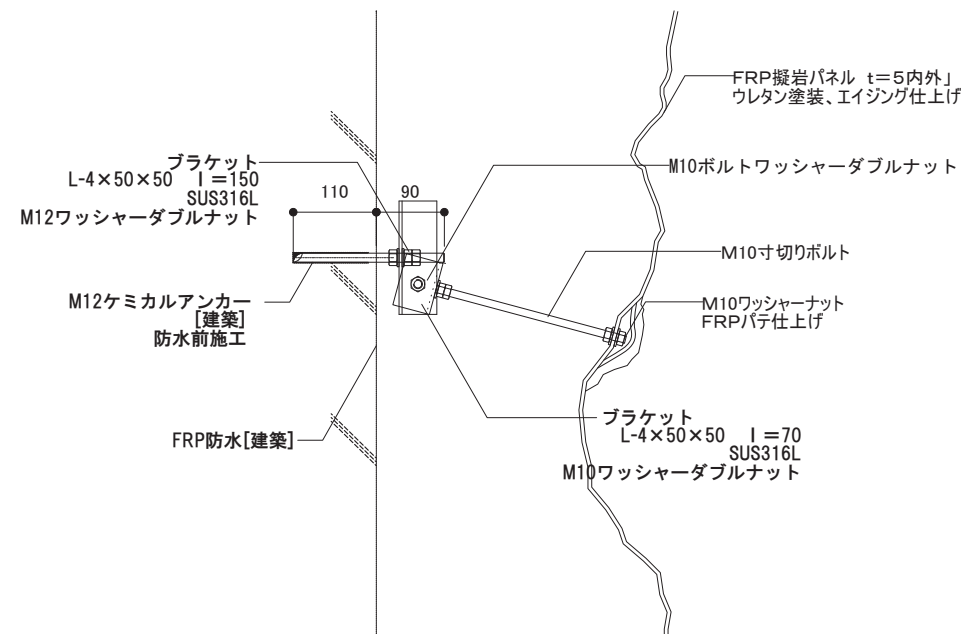 FRP擬岩パネル t=5内外」
ウレタン塗装、エイジング仕上げ
ブラケット
L-4×50×50 l=150
SUS316L
M12ワッシャーダブルナット
110
90
M10ボルトワッシャーダブルナット
M10寸切りボルト
M12ケミカルアンカー
[建築]
防水前施工
M10ワッシャーナット
FRPパテ仕上げ
FRP防水[建築]
ブラケット
L-4×50×50 l=70
SUS316L
M10ワッシャーダブルナット